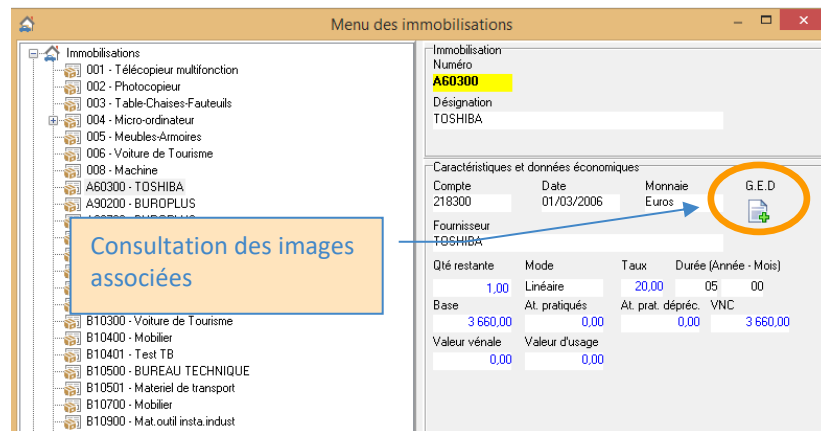 Menu des immobilisations
Immobilisations
001 - Télécopieur multifonction
002 - Photocopieur
003 - Table-Chaises-Fauteuils
004 - Micro-ordinateur
005 - Meubles-Armoires
006 - Voiture de Tourisme
008 - Machine
A60300 - TOSHIBA
A90200 - BUROPLUS
Consultation des images
associées
B10300 - Voiture de Tourisme
B10400 - Mobilier
B10401 - Test TB
B10500 - BUREAU TECHNIQUE
B10501 - Materiel de transport
B10700 - Mobilier
B10900 - Mat.outil insta.indust
Immobilisation
Numéro
A60300
Désignation
TOSHIBA
Caractéristiques et données économiques
Compte Date Monnaie G.E.D
218300 01/03/2006 Euros
Fournisseur
TOSHIBA
Qté restante Mode Taux Durée (Année - Mois)
1,00 Linéaire 20,00 05 00
Base At. pratiqués At. prat. dépréc. VNC
3 660,00 0,00 0,00 3 660,00
Valeur vénale Valeur d'usage
0,00 0,00